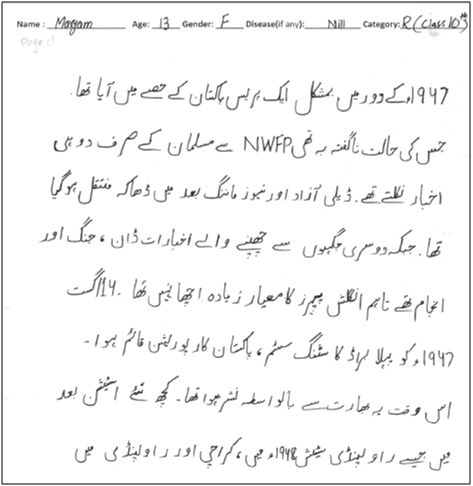 Name : Maryam Age: 13 Gender: F Disease(if any): Nill Category: R (Class 10th)
Page:1
1947ء کے دور میں بمشکل ایک پریس پاکستان کے حصے میں آیا تھا۔
جس کی حالت ناگفتہ بہ تھی NWFP سے مسلمان کے صرف دو ہی
اخبار نکلتے تھے۔ ڈیلی آزاد اور نیوز مارننگ بعد میں ڈھاکہ منتقل ہو گیا
تھا۔ جبکہ دوسری جگہوں سے چھپنے والے اخبارات ڈان، جنگ اور
انجام تھے تاہم انگلش پیپرز کا معیار زیادہ اچھا نہیں تھا۔ 14 اگست
1947ء کو پہلا براڈ کاسٹنگ سسٹم، پاکستان کارپوریشن قائم ہوا۔
اس وقت یہ بھارت سے بالواسطہ نشر ہوا تھا۔ کچھ نئے اسٹیشن بعد
میں جیسے راولپنڈی سٹیشن 1948ء میں، کراچی اور راولپنڈی میں